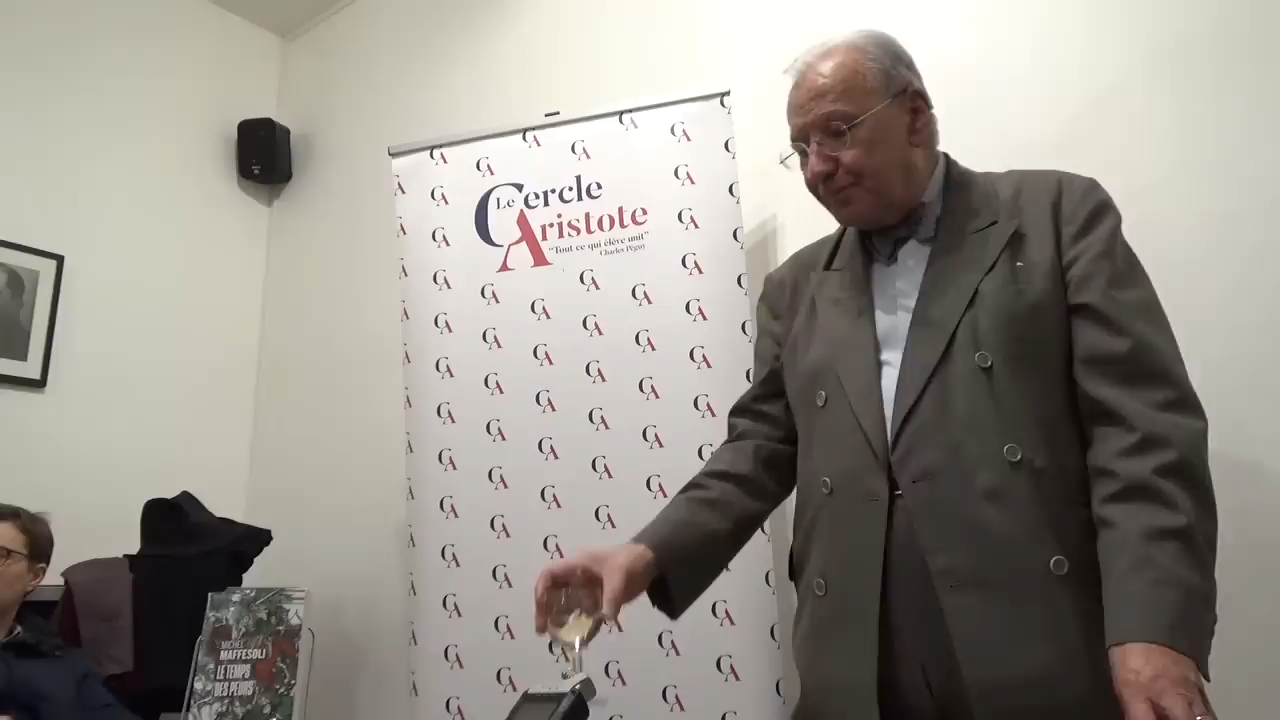 Le Cercle
Aristote
"Tout ce qui élève unit"
Charles Péguy
MICHEL
MAFFESOLI
LE TEMPS
DES PEURS